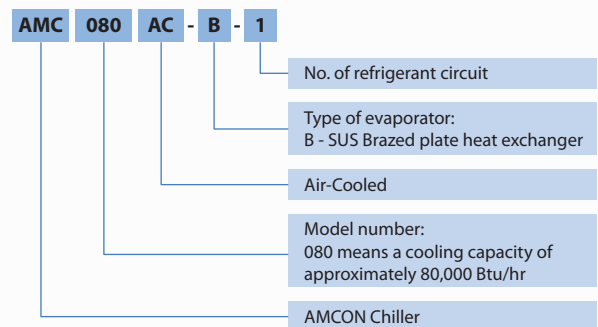 AMC 080 AC - B - 1
No. of refrigerant circuit
Type of evaporator:
B - SUS Brazed plate heat exchanger
Air-Cooled
Model number:
080 means a cooling capacity of
approximately 80,000 Btu/hr
AMCON Chiller